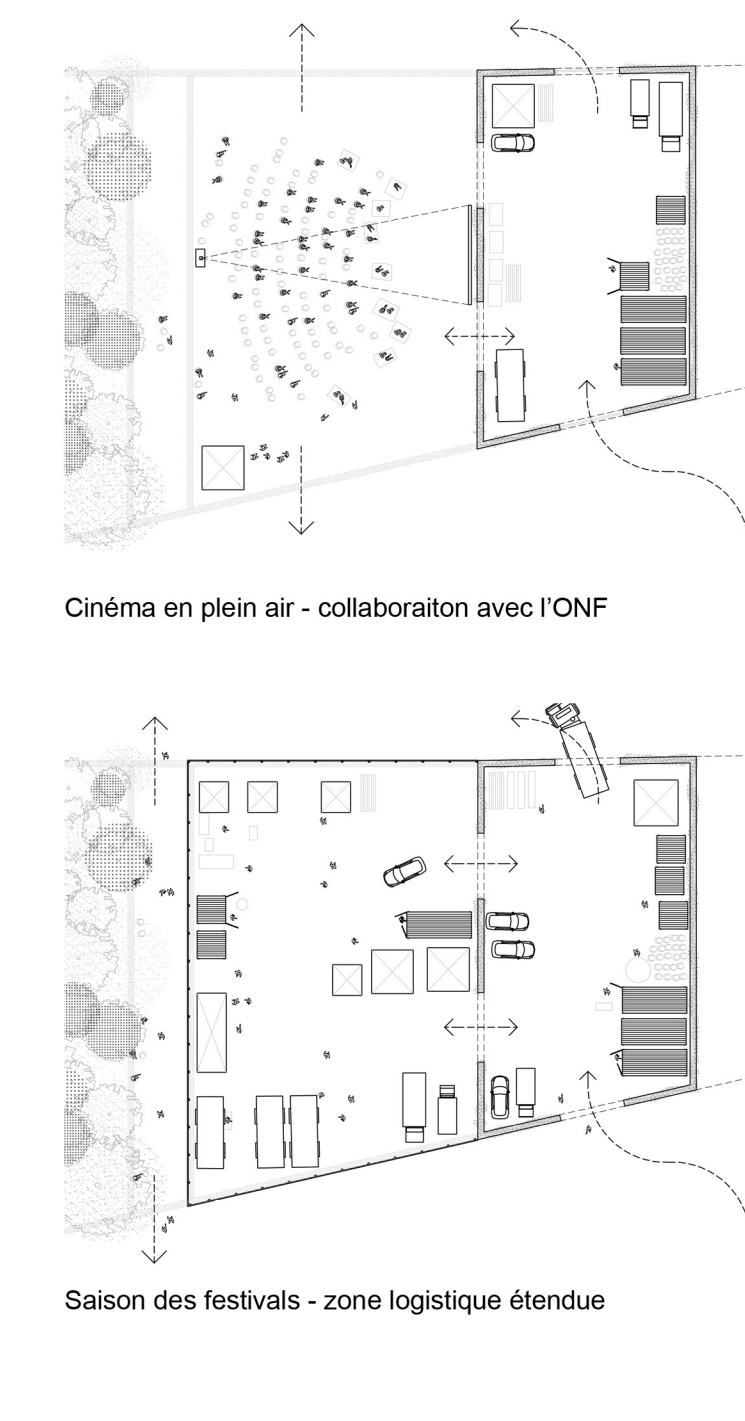 Cinéma en plein air - collaboraiton avec l’ONF
Saison des festivals - zone logistique étendue